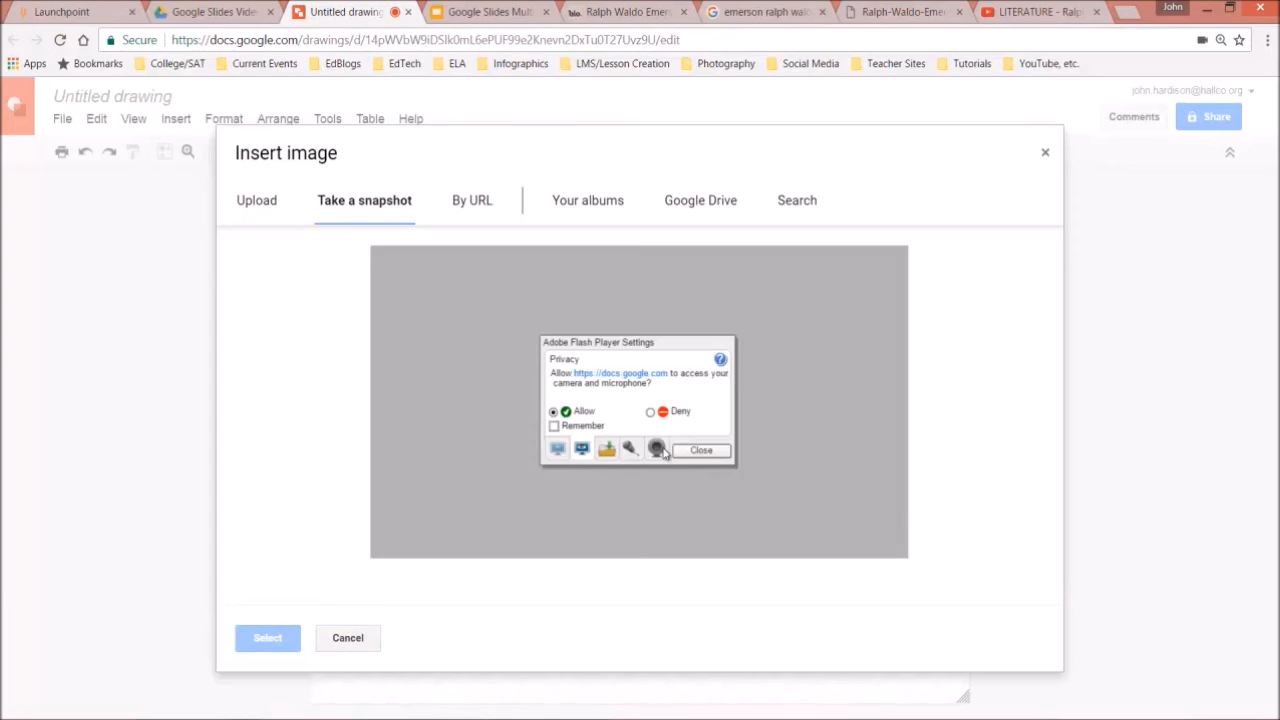 Launchpoint
Google Slides Vide
Untitled drawing
Google Slides Mult
Ralph Waldo Emer
emerson ralph wald
Ralph-Waldo-Eme
LITERATURE - Ralp
John
Secure
https://docs.google.com/drawings/d/14pWVbW9iDSlk0mL6ePUF99e2Knevn2DxTu0T27Uvz9U/edit
Apps
Bookmarks
College/SAT
Current Events
EdBlogs
EdTech
ELA
Infographics
LMS/Lesson Creation
Photography
Social Media
Teacher Sites
Tutorials
YouTube, etc.
Untitled drawing
john.hardison@hallco.org
File Edit View Insert Format Arrange Tools Table Help
Comments
Share
Insert image
Upload
Take a snapshot
By URL
Your albums
Google Drive
Search
Adobe Flash Player Settings
Privacy
Allow https://docs.google.com to access your
camera and microphone?
Allow
Deny
Remember
Close
Select
Cancel